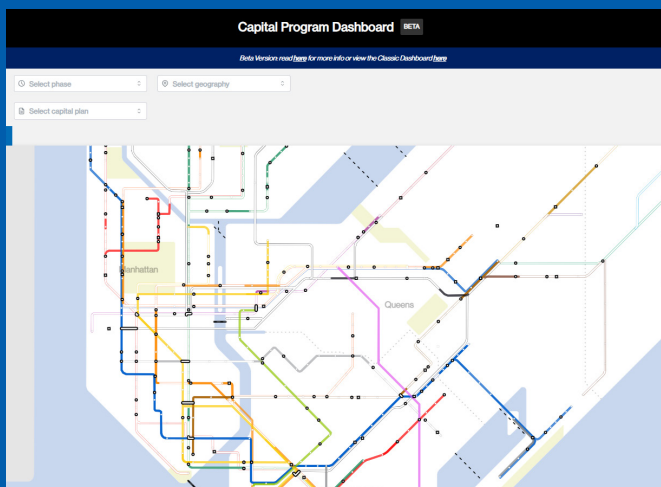 Capital Program Dashboard BETA
Beta Version: read here for more info or view the Classic Dashboard here
Select phase
Select geography
Select capital plan
Manhattan
Queens